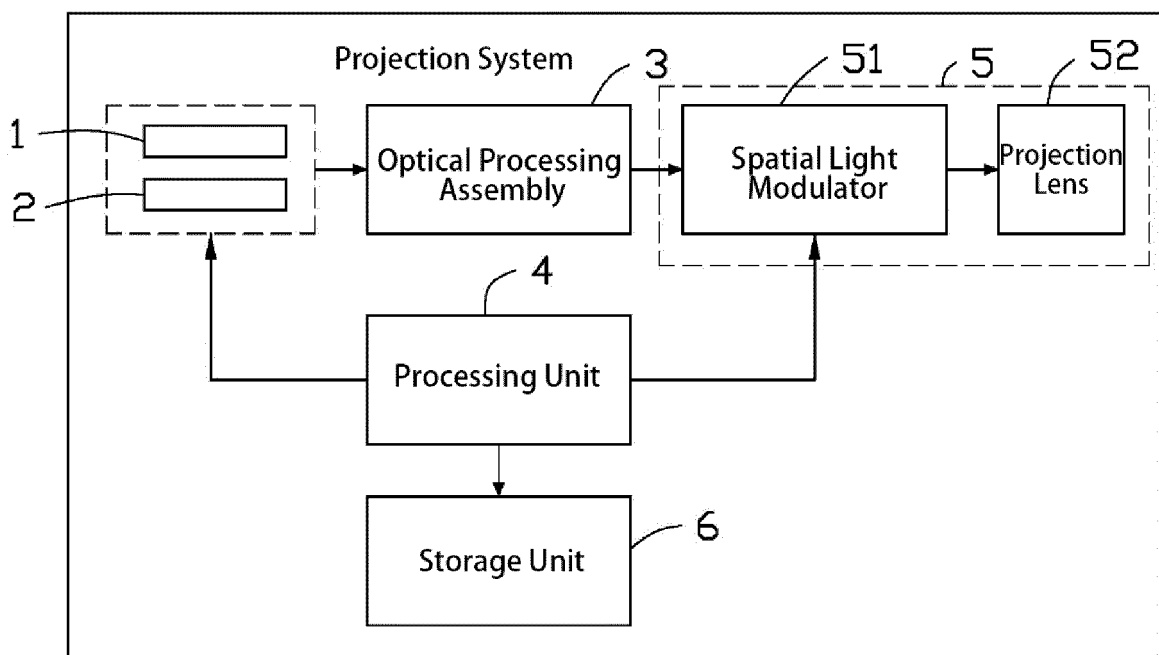 Projection System
3
51
5
52
1
2
Optical Processing
Assembly
Spatial Light
Modulator
Projection
Lens
4
Processing Unit
6
Storage Unit